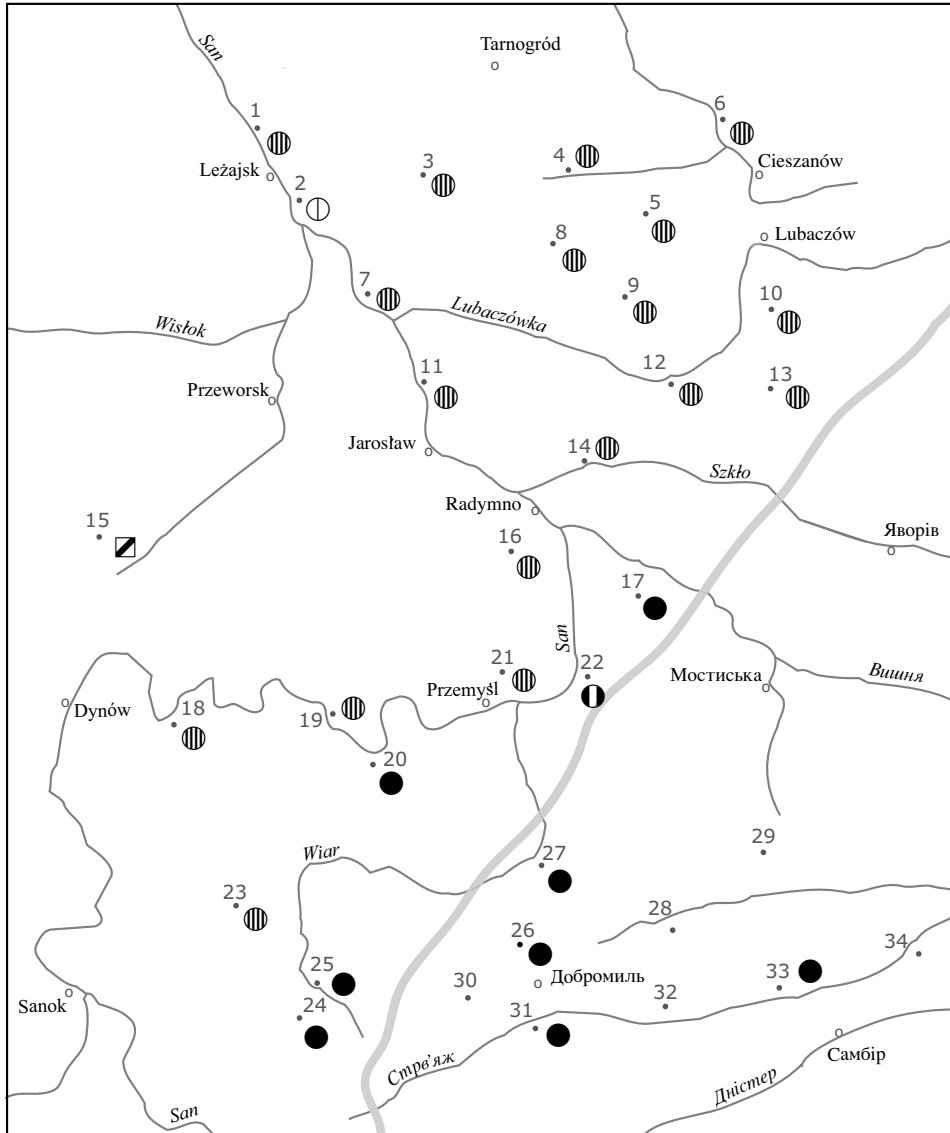 San
Tarnogród
1
6
Leżajsk
3
4
Cieszanów
2
5
8
Lubaczów
7
9
10
Lubaczówka
Wisłok
11
12
13
Przeworsk
Jarosław
14
Szkło
Radymno
15
16
Яворів
17
San
21
22
Przemyśl
Мостиська
Вишня
Dynów
18
19
20
Wiar
27
29
23
28
26
34
25
30
Добромиль
33
Sanok
24
31
32
Самбір
Стрв’яж
Дністер
San